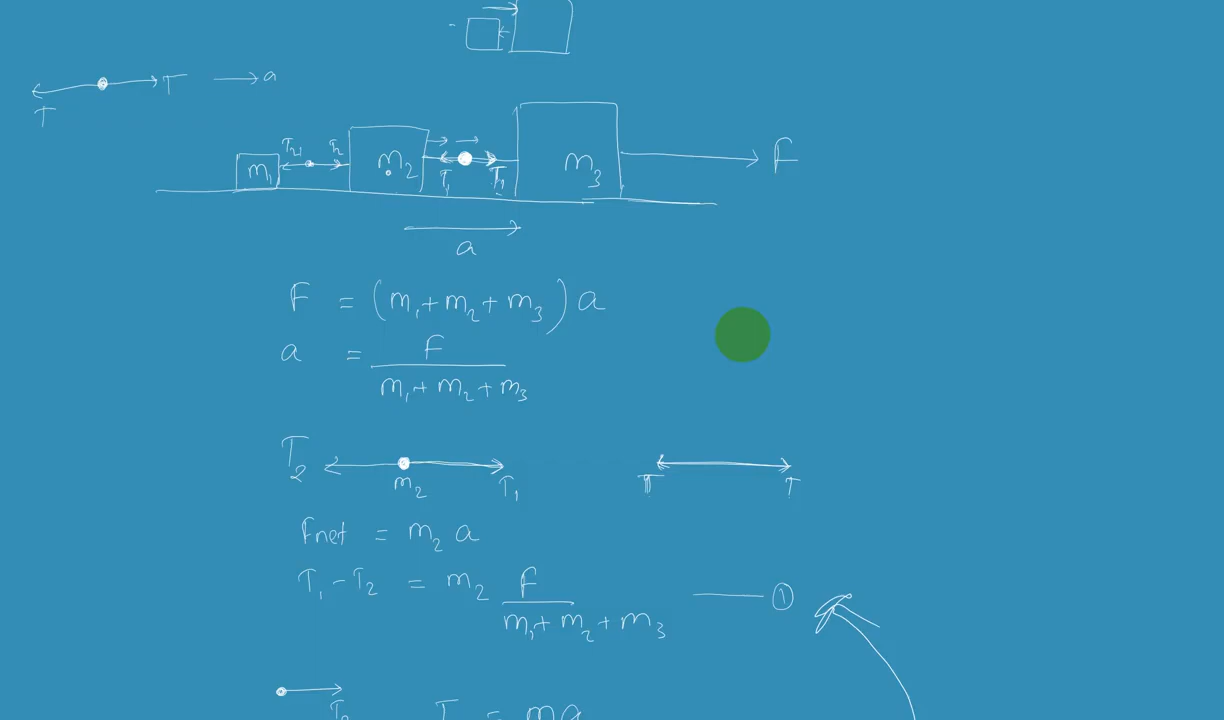 T → a
T
T₂ T₂ F
m₁ m₂ m₃
T₁ T₁
a
F = (m₁ + m₂ + m₃) a
a = F / (m₁ + m₂ + m₃)
T₂ m₂ T₁
T T
Fnet = m₂ a
T₁ - T₂ = m₂ F / (m₁ + m₂ + m₃) —— ①
T = ma